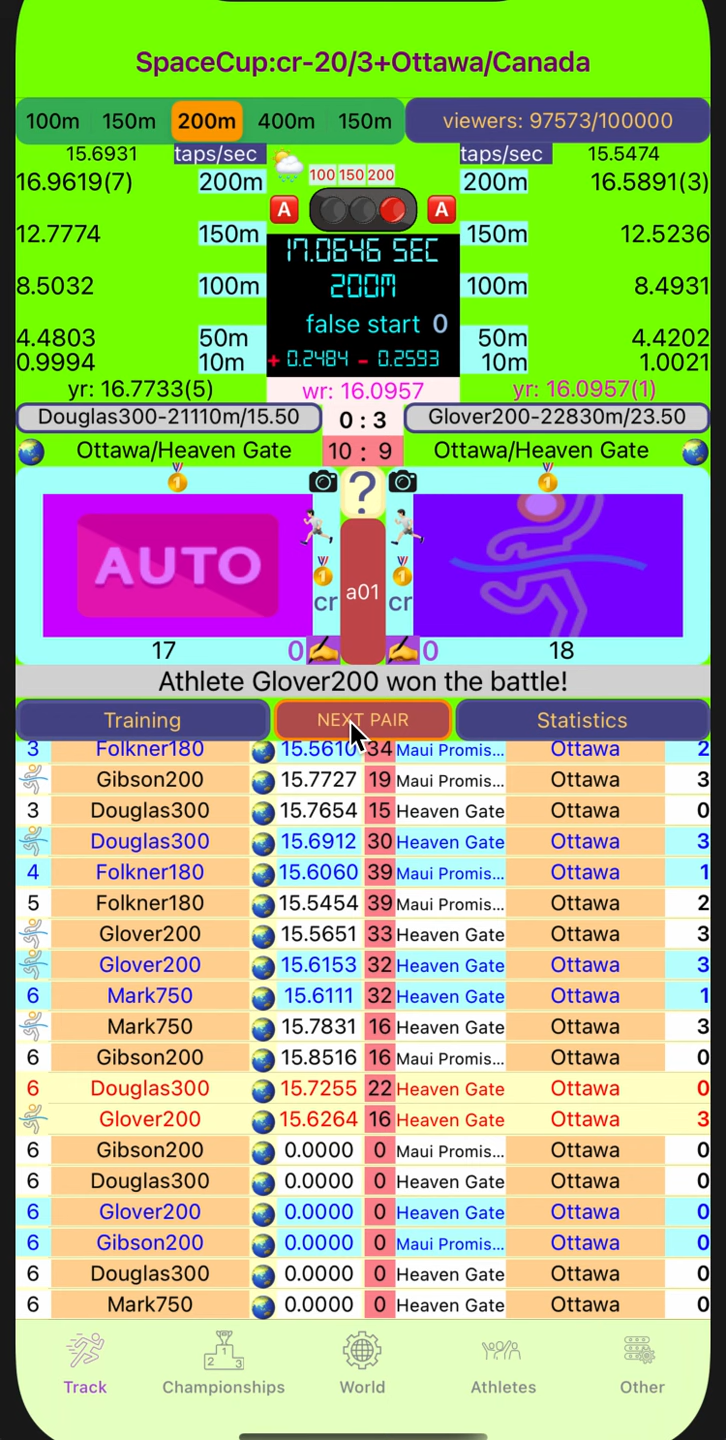 SpaceCup:cr-20/3+Ottawa/Canada
100m 150m 200m 400m 150m viewers: 97573/100000
15.6931 taps/sec taps/sec 15.5474
100 150 200
16.9619(7) 200m 200m 16.5891(3)
A A
12.7774 150m 17.0646 SEC 150m 12.5236
8.5032 100m 200M 100m 8.4931
false start 0
4.4803 50m 50m 4.4202
0.9994 10m + 0.2484 - 0.2593 10m 1.0021
yr: 16.7733(5) wr: 16.0957 yr: 16.0957(1)
Douglas300-21110m/15.50 0 : 3 Glover200-22830m/23.50
Ottawa/Heaven Gate 10 : 9 Ottawa/Heaven Gate
1 ? 1
AUTO
1 1
cr a01 cr
17 0 0 18
Athlete Glover200 won the battle!
Training NEXT PAIR Statistics
3 Folkner180 15.5610 34 Maui Promis... Ottawa 2
Gibson200 15.7727 19 Maui Promis... Ottawa 3
3 Douglas300 15.7654 15 Heaven Gate Ottawa 0
Douglas300 15.6912 30 Heaven Gate Ottawa 3
4 Folkner180 15.6060 39 Maui Promis... Ottawa 1
5 Folkner180 15.5454 39 Maui Promis... Ottawa 2
Glover200 15.5651 33 Heaven Gate Ottawa 3
Glover200 15.6153 32 Heaven Gate Ottawa 3
6 Mark750 15.6111 32 Heaven Gate Ottawa 1
Mark750 15.7831 16 Heaven Gate Ottawa 3
6 Gibson200 15.8516 16 Maui Promis... Ottawa 0
6 Douglas300 15.7255 22 Heaven Gate Ottawa 0
Glover200 15.6264 16 Heaven Gate Ottawa 3
6 Gibson200 0.0000 0 Maui Promis... Ottawa 0
6 Douglas300 0.0000 0 Heaven Gate Ottawa 0
6 Glover200 0.0000 0 Heaven Gate Ottawa 0
6 Gibson200 0.0000 0 Maui Promis... Ottawa 0
6 Douglas300 0.0000 0 Heaven Gate Ottawa 0
6 Mark750 0.0000 0 Heaven Gate Ottawa 0
1 2 3
Track Championships World Athletes Other